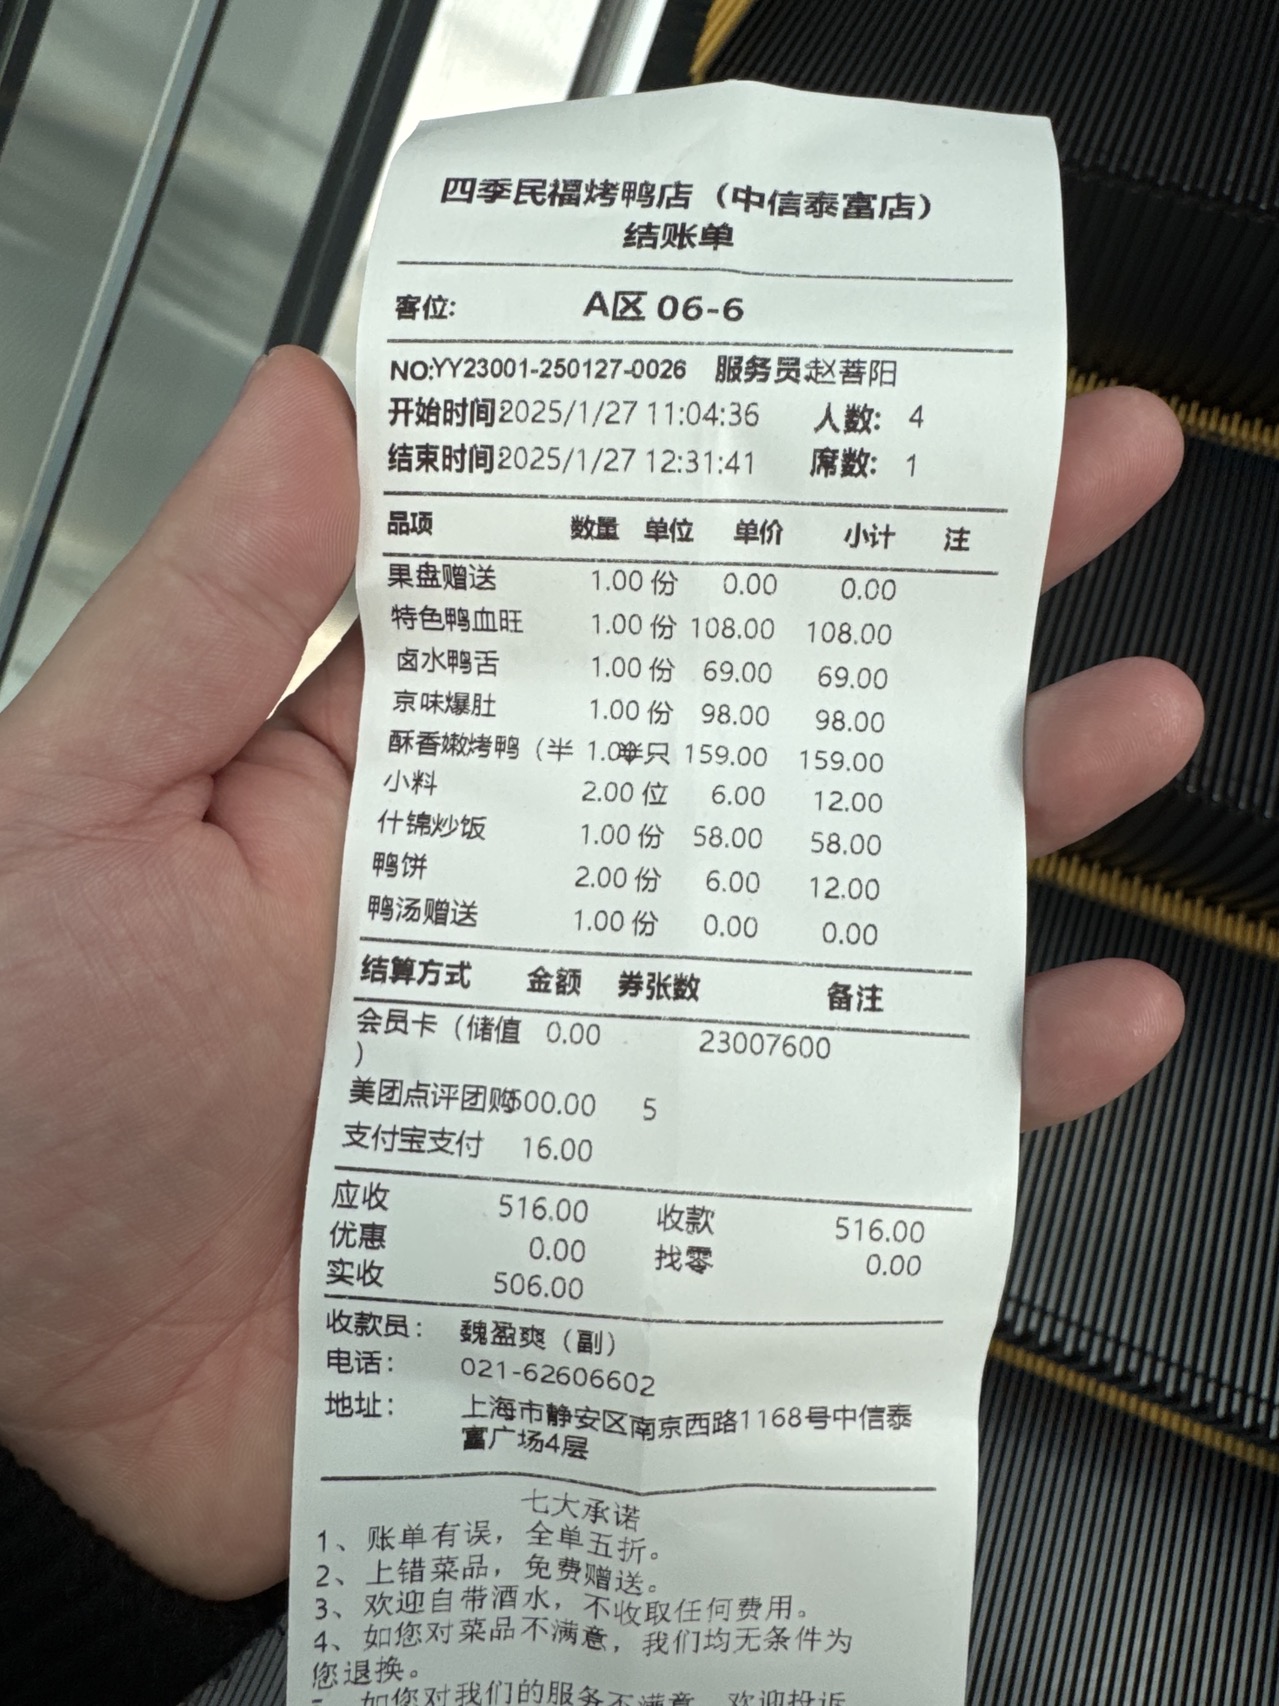 四季民福烤鸭店（中信泰富店）
结账单
客位: A区 06-6
NO:YY23001-250127-0026 服务员:赵菩阳
开始时间2025/1/27 11:04:36 人数: 4
结束时间2025/1/27 12:31:41 席数: 1
品项 数量 单位 单价 小计 注
果盘赠送 1.00 份 0.00 0.00
特色鸭血旺 1.00 份 108.00 108.00
卤水鸭舌 1.00 份 69.00 69.00
京味爆肚 1.00 份 98.00 98.00
酥香嫩烤鸭（半 1.00半只 159.00 159.00
小料 2.00 位 6.00 12.00
什锦炒饭 1.00 份 58.00 58.00
鸭饼 2.00 份 6.00 12.00
鸭汤赠送 1.00 份 0.00 0.00
结算方式 金额 券张数 备注
会员卡（储值 0.00 23007600
）
美团点评团购500.00 5
支付宝支付 16.00
应收 516.00 收款 516.00
优惠 0.00 找零 0.00
实收 506.00
收款员: 魏盈爽（副）
电话: 021-62606602
地址: 上海市静安区南京西路1168号中信泰
富广场4层
七大承诺
1、账单有误，全单五折。
2、上错菜品，免费赠送。
3、欢迎自带酒水，不收取任何费用。
4、如您对菜品不满意，我们均无条件为
您退换。
如您对我们的服务不满意，欢迎投诉